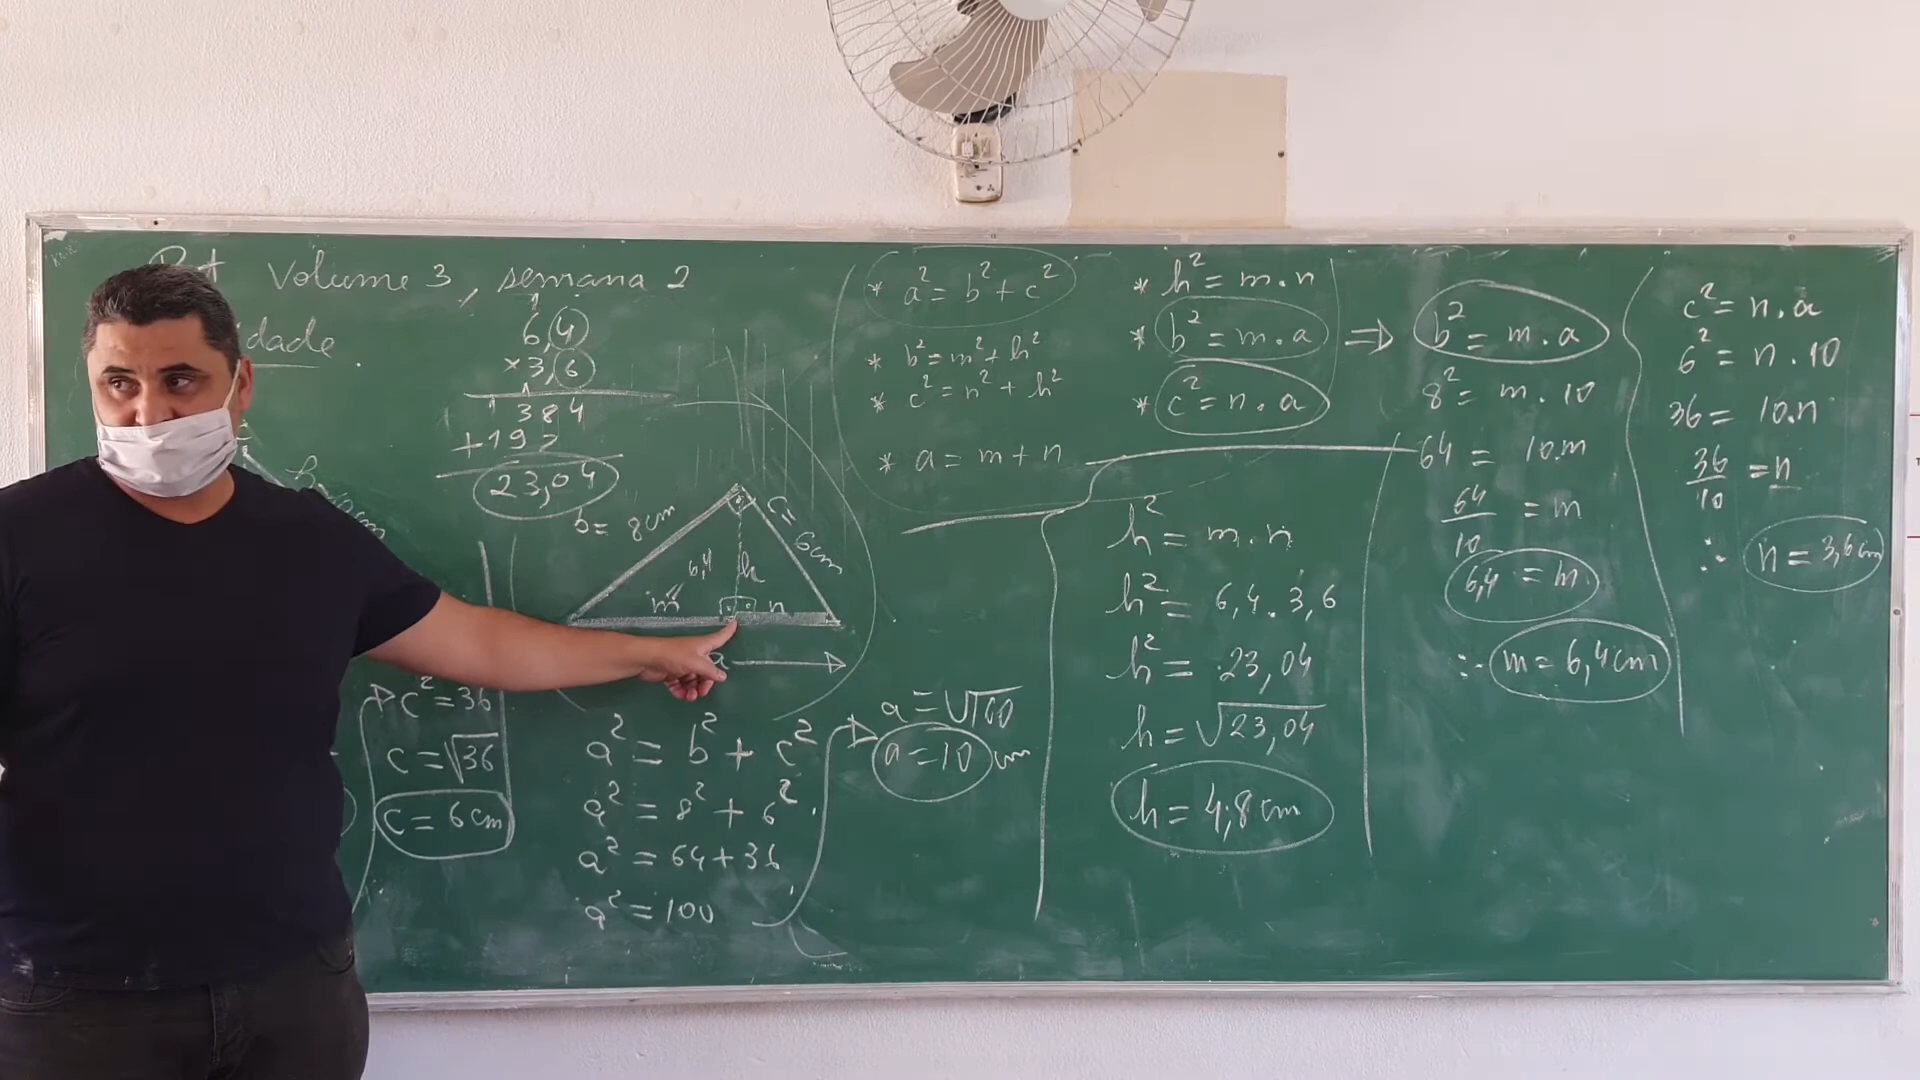 Volume 3, semana 2
idade.
6,4
×3,6
384
+192
23,04
b= 8cm
c= 6cm
6,4
h
m
n
a
c²=36
c=√36
c= 6cm
a² = b² + c²
a² = 8² + 6²
a² = 64+36
a² = 100
a=√100
a=10 cm
* a²= b²+c²
* b²=m²+h²
* c²=n²+h²
* a=m+n
* h²=m.n
* b²=m.a ⇒
* c²=n.a
h²= m.n
h²= 6,4.3,6
h²= 23,04
h=√23,04
h= 4,8cm
b²= m.a
8²= m.10
64= 10.m
64/10 =m
6,4 =m
∴ m=6,4cm
c²=n.a
6²=n.10
36= 10.n
36/10 =n
∴ n=3,6cm